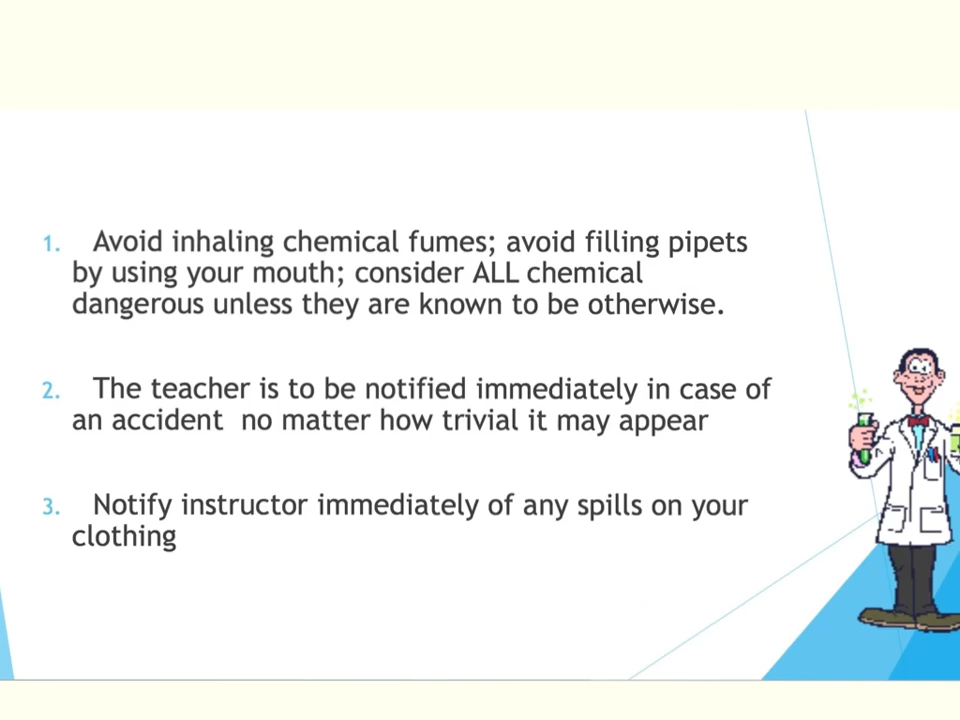 1. Avoid inhaling chemical fumes; avoid filling pipets
by using your mouth; consider ALL chemical
dangerous unless they are known to be otherwise.
2. The teacher is to be notified immediately in case of
an accident no matter how trivial it may appear
3. Notify instructor immediately of any spills on your
clothing